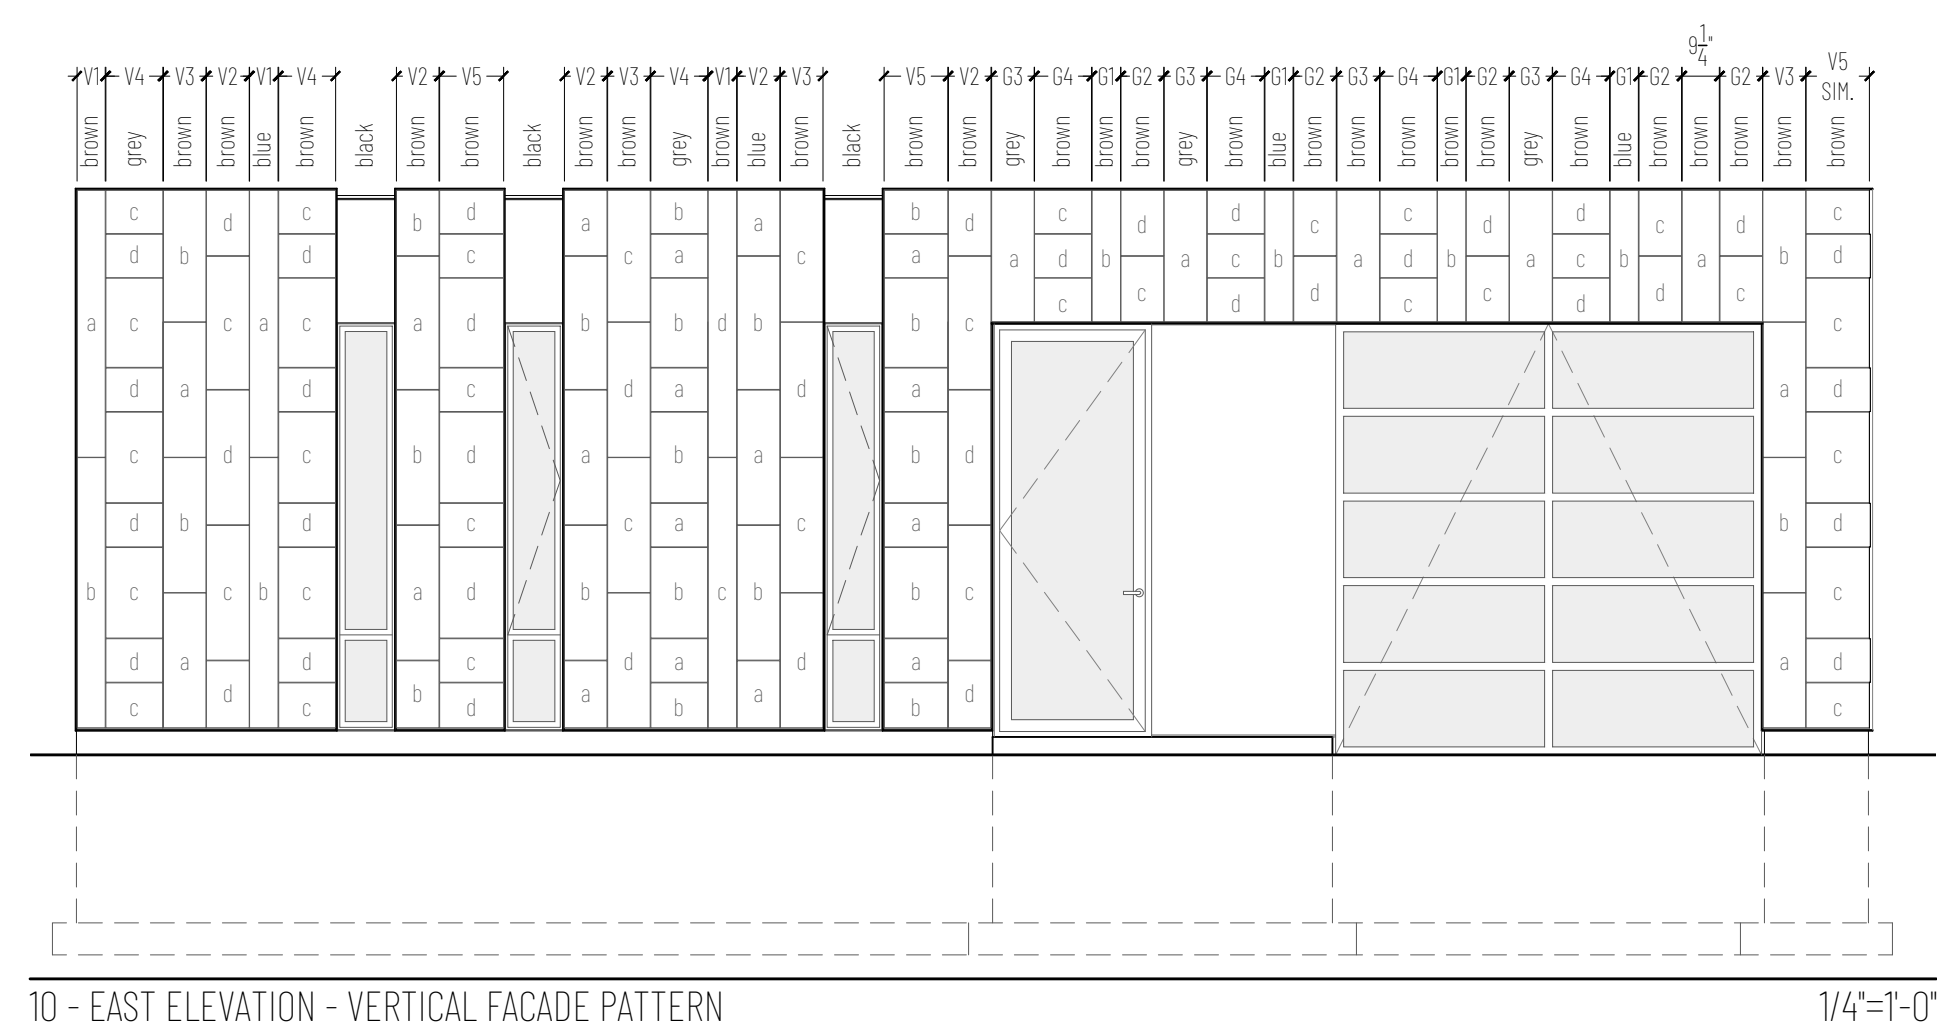 9 1/4"
V1 V4 V3 V2 V1 V4 V2 V5 V2 V3 V4 V1 V2 V3 V5 V2 G3 G4 G1 G2 G3 G4 G1 G2 G3 G4 G1 G2 G3 G4 G1 G2 G2 V3 V5
SIM.
brown grey brown brown blue brown black brown brown black brown brown grey brown blue brown black brown brown grey brown brown brown grey brown blue brown brown brown brown brown grey brown blue brown brown brown brown brown
c c d b b c d c d c
d b a a d d c d c d
d b d c c a c a a d b a c b a d b a c b a b d
c c d d c c d d c
a c c a c a d b b d b b c c
d a d c d a d a a d
c d c b d a b a b d c
d b d c c a c a b d
b c c b c a d b b c b b c c
d a d c d a d a a d
c d c b d a b a b d c
10 - EAST ELEVATION - VERTICAL FACADE PATTERN
1/4"=1'-0"